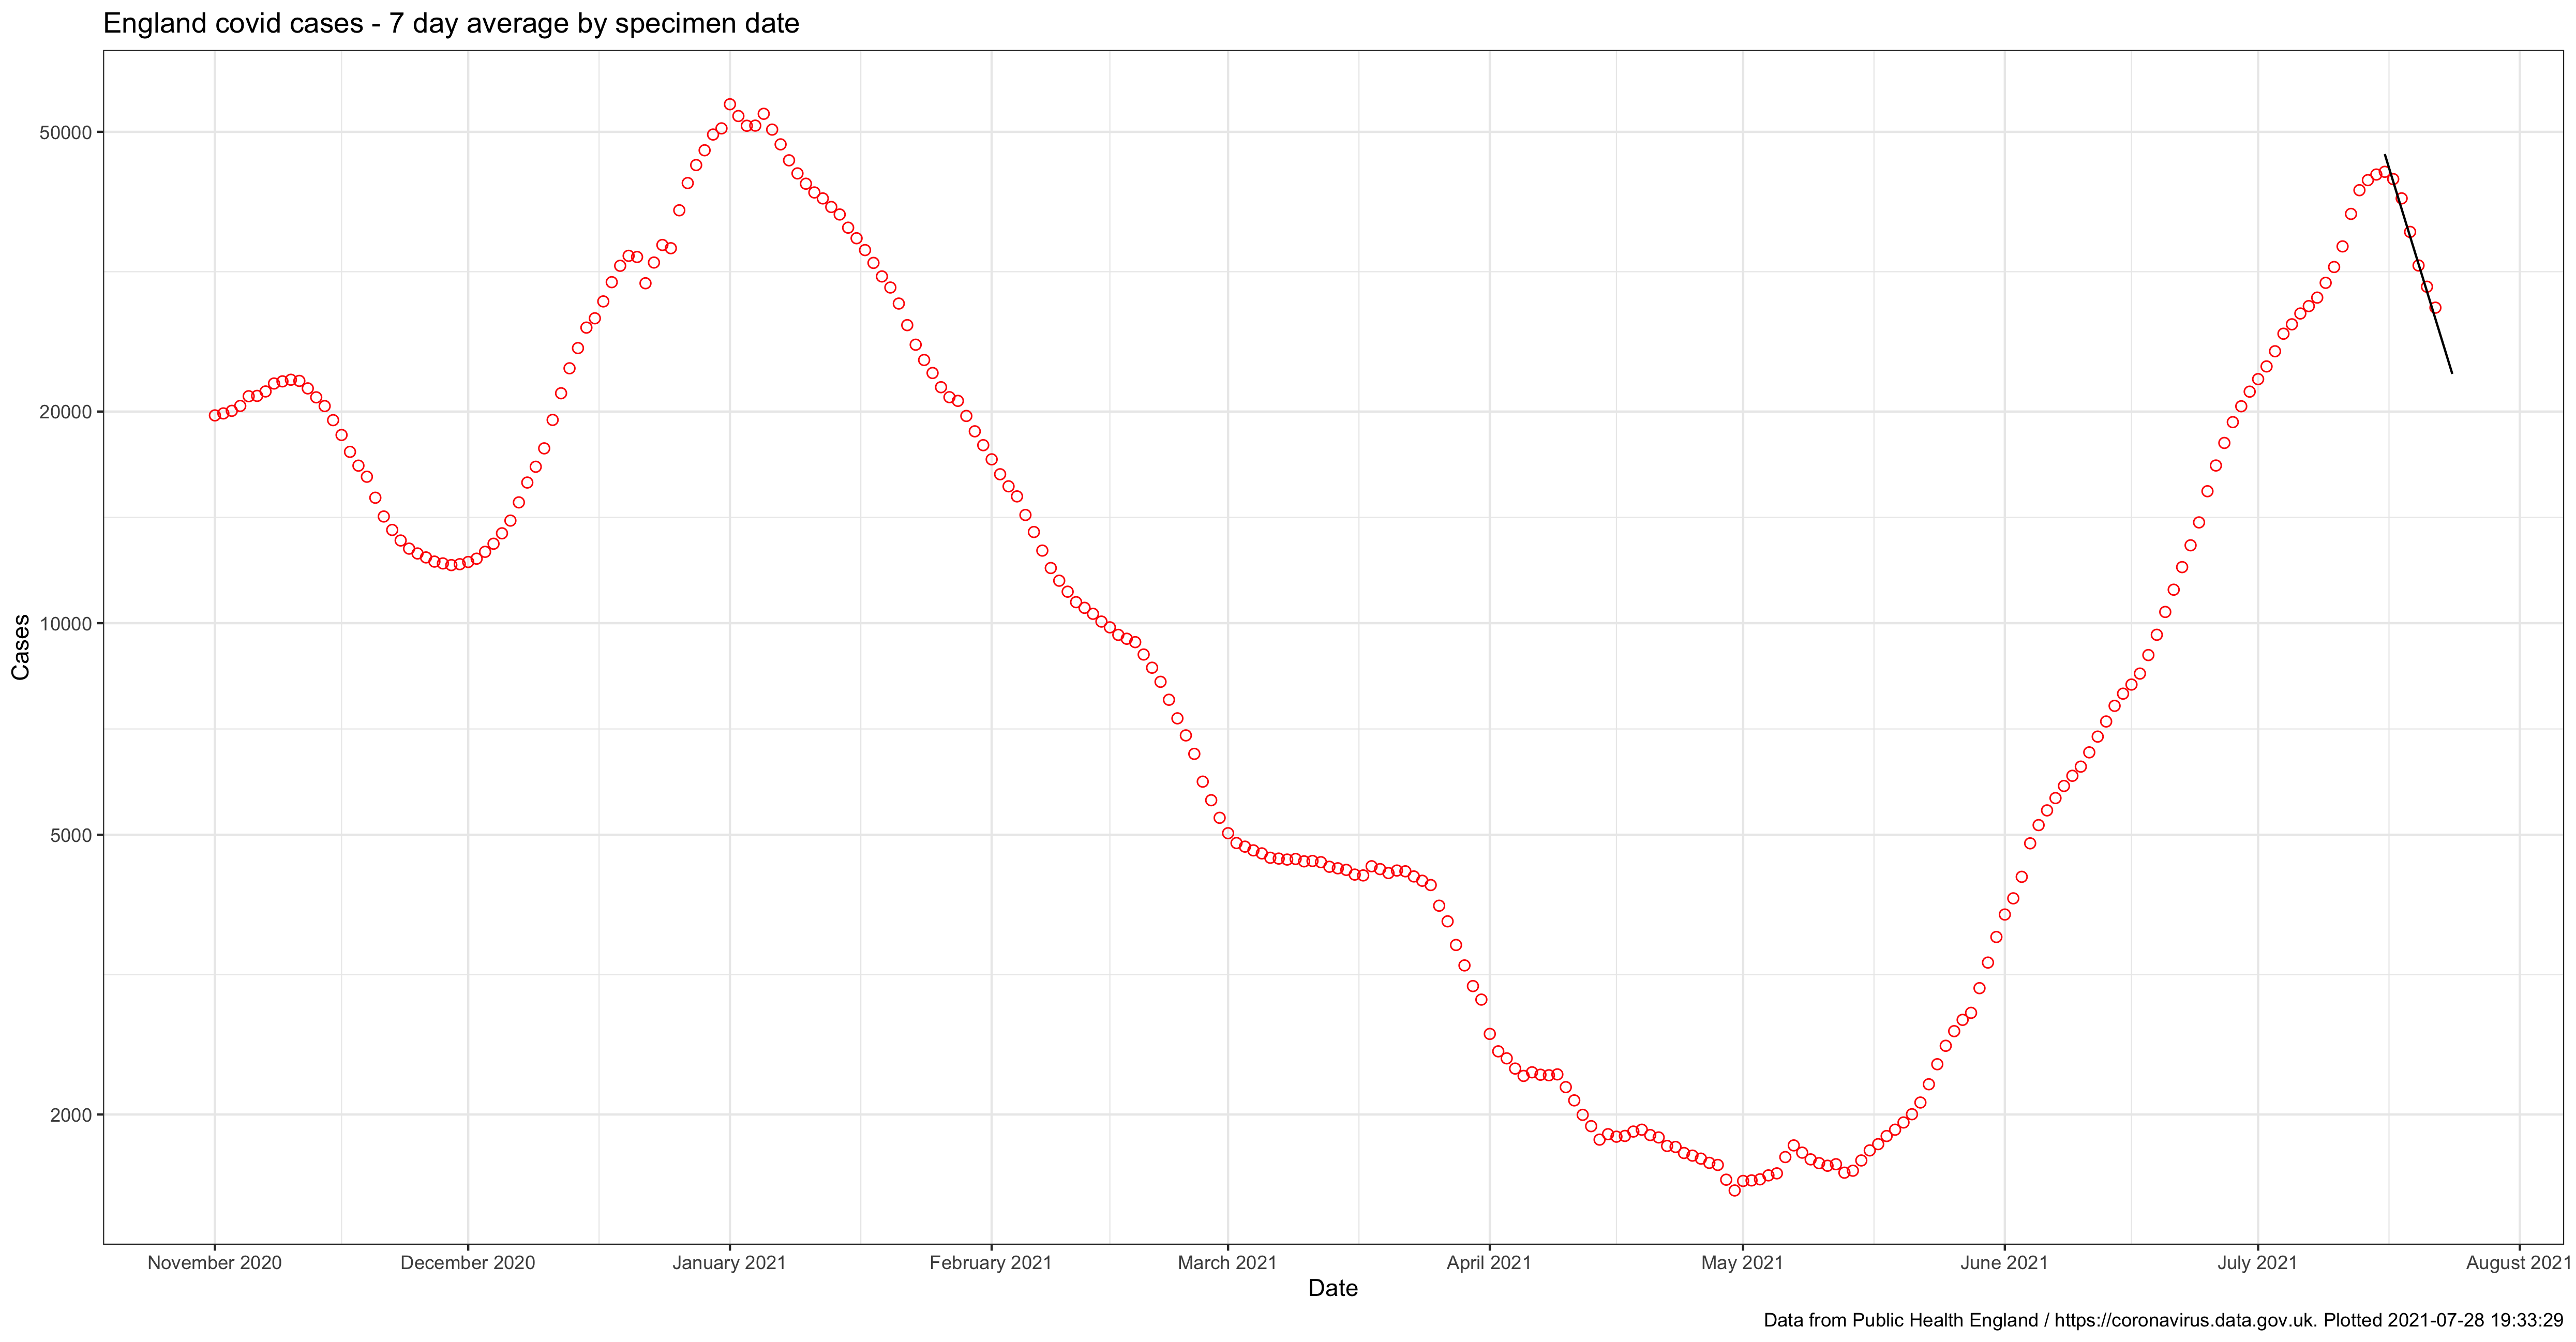 England covid cases - 7 day average by specimen date
50000
20000
10000
5000
2000
Cases
November 2020
December 2020
January 2021
February 2021
March 2021
April 2021
May 2021
June 2021
July 2021
August 2021
Date
Data from Public Health England / https://coronavirus.data.gov.uk. Plotted 2021-07-28 19:33:29